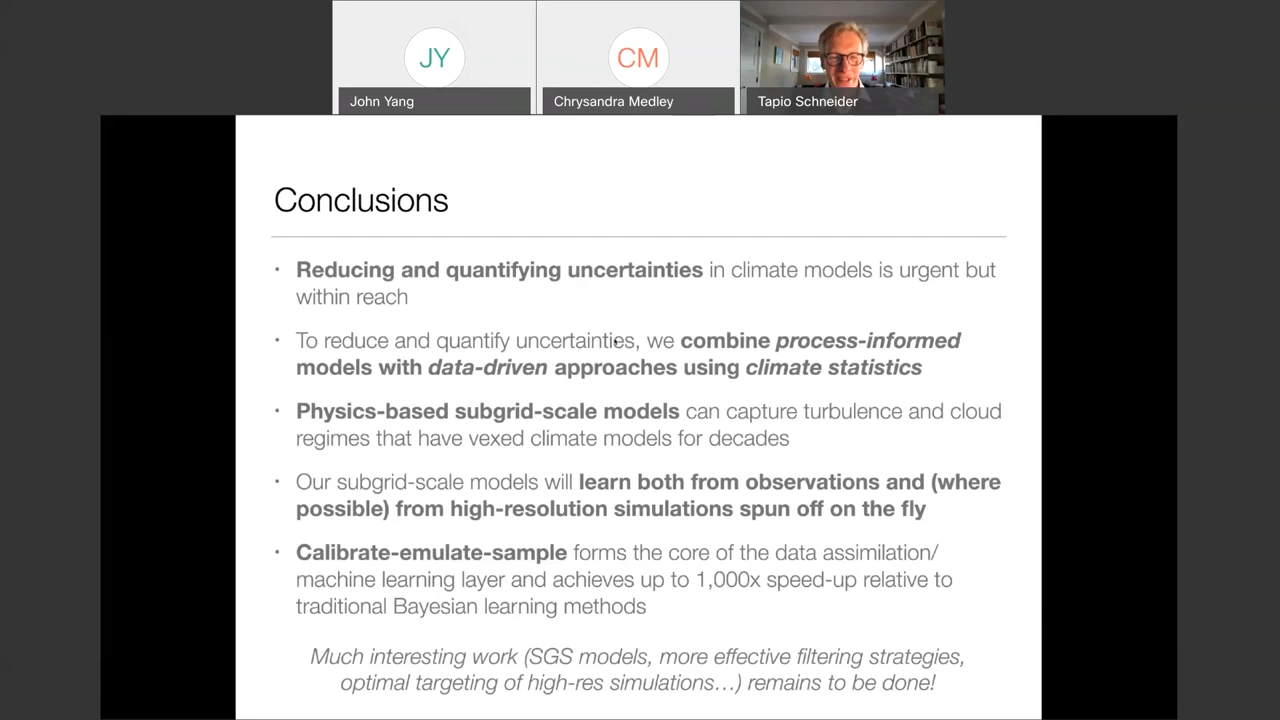 JY
CM
John Yang
Chrysandra Medley
Tapio Schneider
Conclusions
• Reducing and quantifying uncertainties in climate models is urgent but
within reach
• To reduce and quantify uncertainties, we combine process-informed
models with data-driven approaches using climate statistics
• Physics-based subgrid-scale models can capture turbulence and cloud
regimes that have vexed climate models for decades
• Our subgrid-scale models will learn both from observations and (where
possible) from high-resolution simulations spun off on the fly
• Calibrate-emulate-sample forms the core of the data assimilation/
machine learning layer and achieves up to 1,000x speed-up relative to
traditional Bayesian learning methods
Much interesting work (SGS models, more effective filtering strategies,
optimal targeting of high-res simulations…) remains to be done!